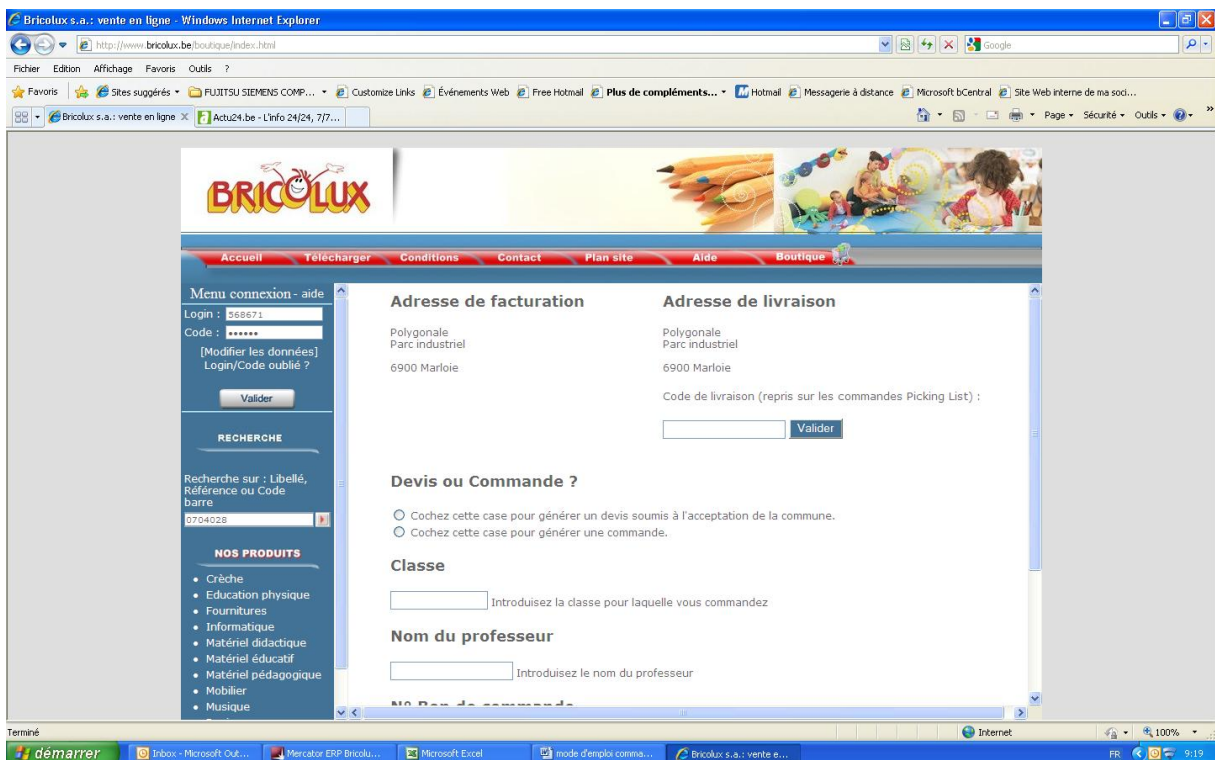 Bricolux s.a.: vente en ligne - Windows Internet Explorer
http://www.bricolux.be/boutique/index.html
Google
Fichier Edition Affichage Favoris Outils ?
Favoris Sites suggérés FUJITSU SIEMENS COMP... Customize Links Événements Web Free Hotmail Plus de compléments... Hotmail Messagerie à distance Microsoft bCentral Site Web interne de ma soci...
Bricolux s.a.: vente en ligne Actu24.be - L'info 24/24, 7/7...
Page Sécurité Outils
BRICOLUX
Accueil Télécharger Conditions Contact Plan site Aide Boutique
Menu connexion - aide
Login : 568671
Code : ••••••
[Modifier les données]
Login/Code oublié ?
Valider
RECHERCHE
Recherche sur : Libellé,
Référence ou Code
barre
0704028
NOS PRODUITS
• Crèche
• Education physique
• Fournitures
• Informatique
• Matériel didactique
• Matériel éducatif
• Matériel pédagogique
• Mobilier
• Musique
Adresse de facturation
Polygonale
Parc industriel
6900 Marloie
Adresse de livraison
Polygonale
Parc industriel
6900 Marloie
Code de livraison (repris sur les commandes Picking List) :
Valider
Devis ou Commande ?
Cochez cette case pour générer un devis soumis à l'acceptation de la commune.
Cochez cette case pour générer une commande.
Classe
Introduisez la classe pour laquelle vous commandez
Nom du professeur
Introduisez le nom du professeur
N° Bon de commande
Terminé
Internet
100%
démarrer
Inbox - Microsoft Out...
Mercator ERP Bricolu...
Microsoft Excel
mode d'emploi comma...
Bricolux s.a.: vente e...
FR
9:19